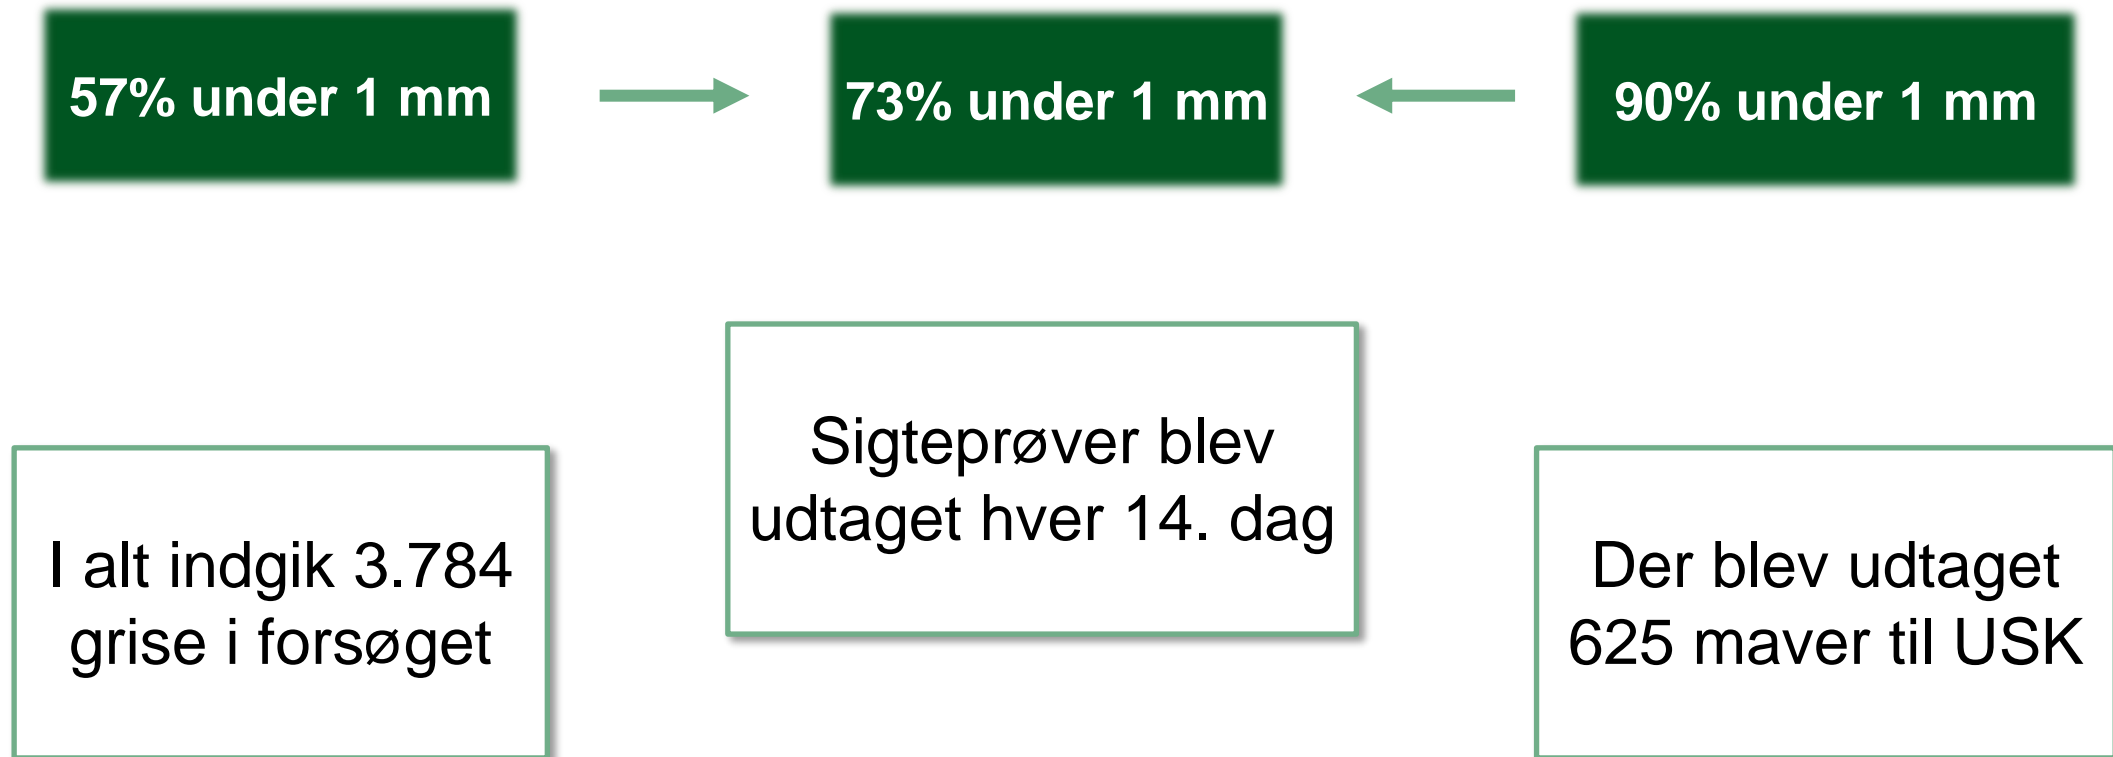 57% under 1 mm
73% under 1 mm
90% under 1 mm
Sigteprøver blev
udtaget hver 14. dag
I alt indgik 3.784
grise i forsøget
Der blev udtaget
625 maver til USK